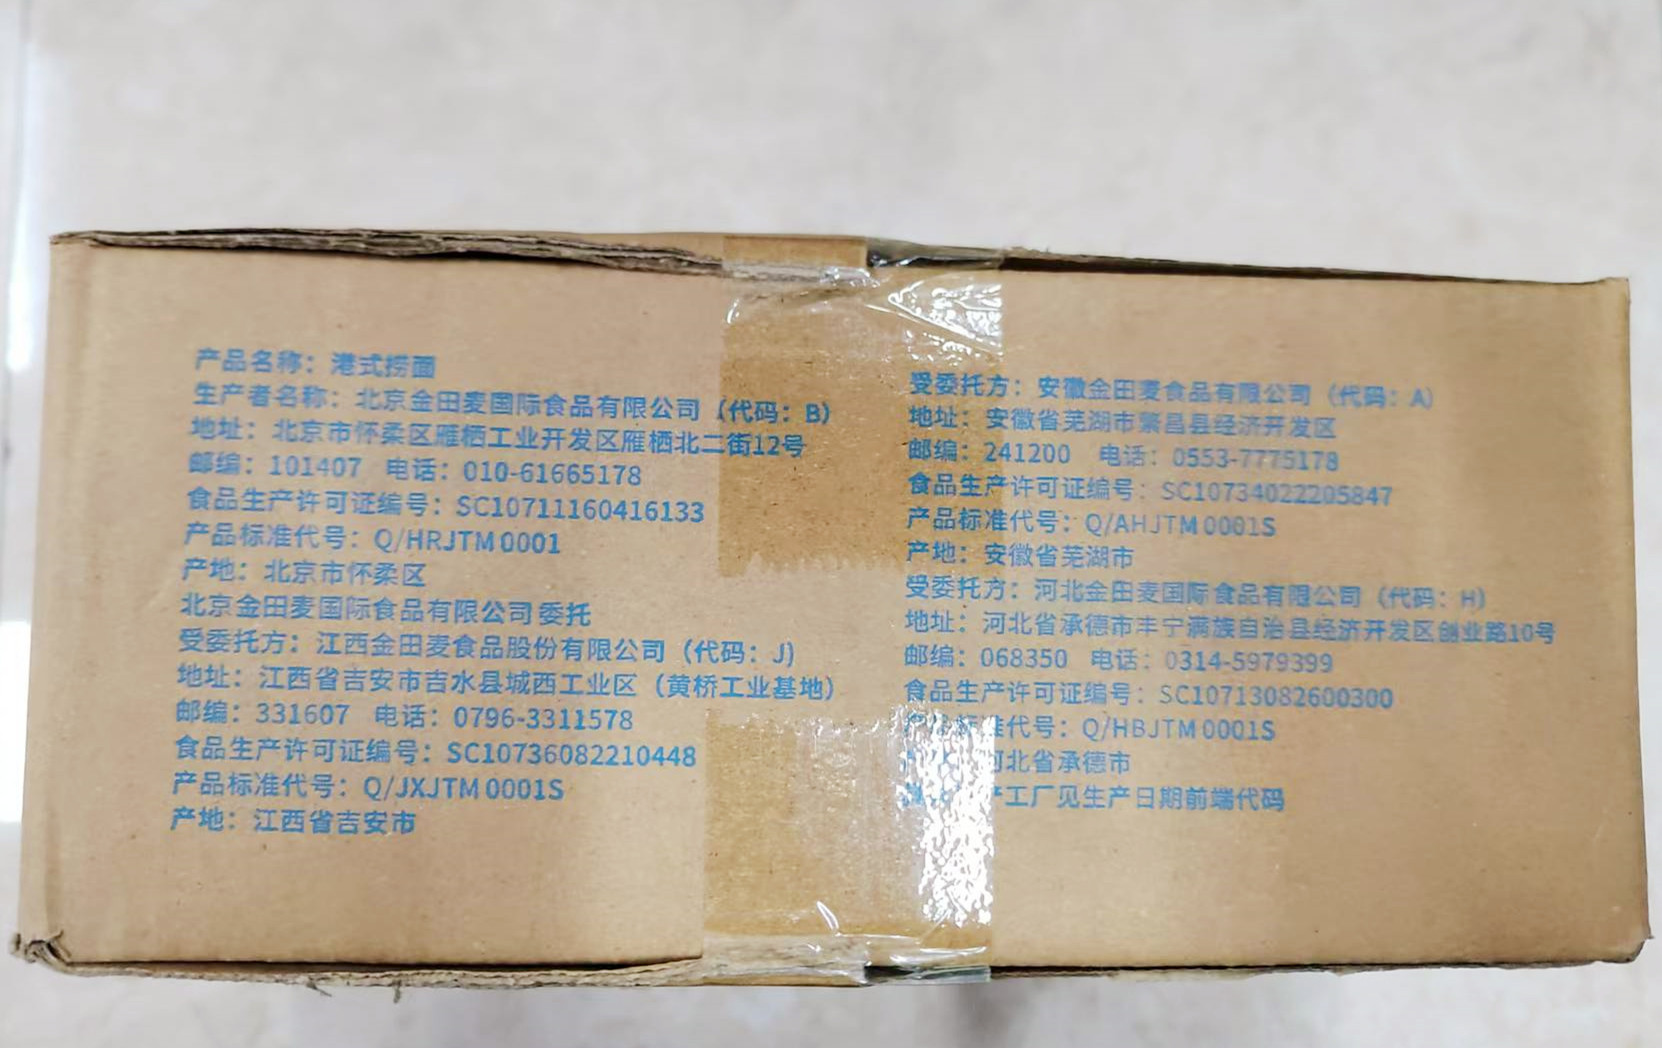 产品名称：港式捞面
生产者名称：北京金田麦国际食品有限公司（代码：B）
地址：北京市怀柔区雁栖工业开发区雁栖北二街12号
邮编：101407 电话：010-61665178
食品生产许可证编号：SC10711160416133
产品标准代号：Q/HRJTM0001
产地：北京市怀柔区
北京金田麦国际食品有限公司委托
受委托方：江西金田麦食品股份有限公司（代码：J）
地址：江西省吉安市吉水县城西工业区（黄桥工业基地）
邮编：331607 电话：0796-3311578
食品生产许可证编号：SC10736082210448
产品标准代号：Q/JXJTM0001S
产地：江西省吉安市
受委托方：安徽金田麦食品有限公司（代码：A）
地址：安徽省芜湖市繁昌县经济开发区
邮编：241200 电话：0553-7775178
食品生产许可证编号：SC10734022205847
产品标准代号：Q/AHJTM0001S
产地：安徽省芜湖市
受委托方：河北金田麦国际食品有限公司（代码：H）
地址：河北省承德市丰宁满族自治县经济开发区创业路10号
邮编：068350 电话：0314-5979399
食品生产许可证编号：SC10713082600300
产品标准代号：Q/HBJTM0001S
河北省承德市
产工厂见生产日期前端代码